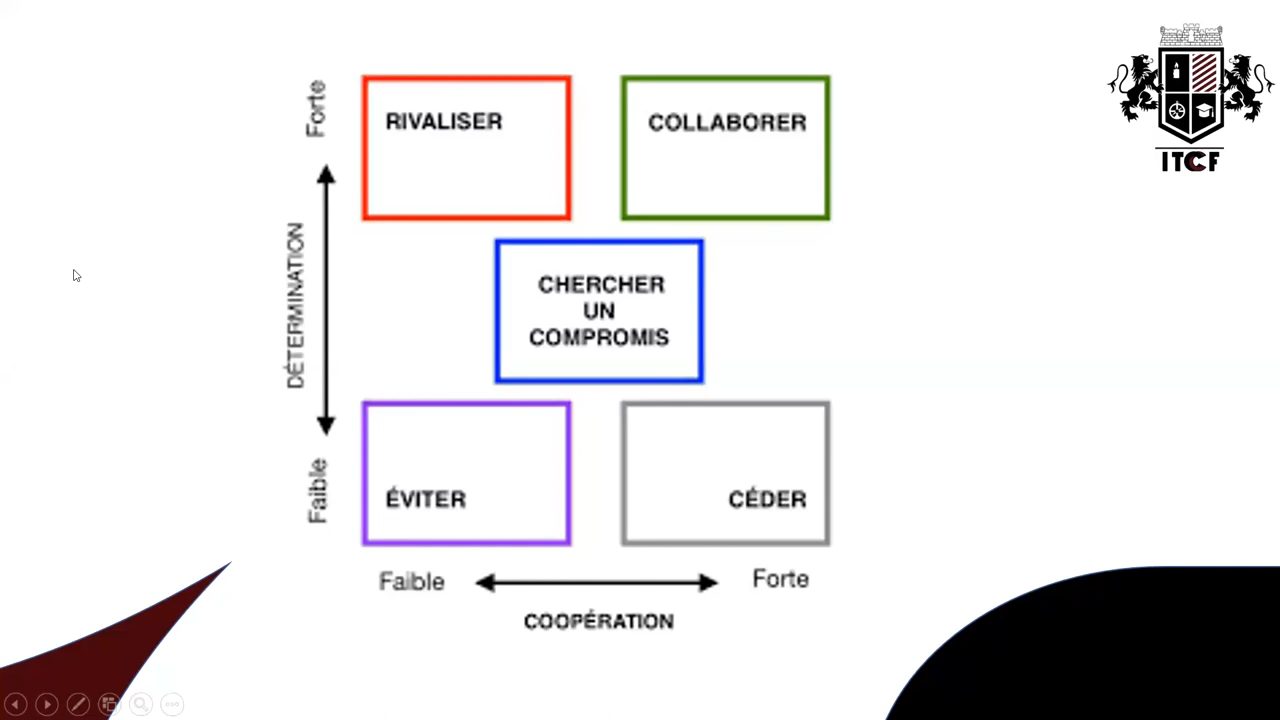 Forte
RIVALISER
COLLABORER
ITCF
DÉTERMINATION
CHERCHER
UN
COMPROMIS
Faible
ÉVITER
CÉDER
Faible
Forte
COOPÉRATION